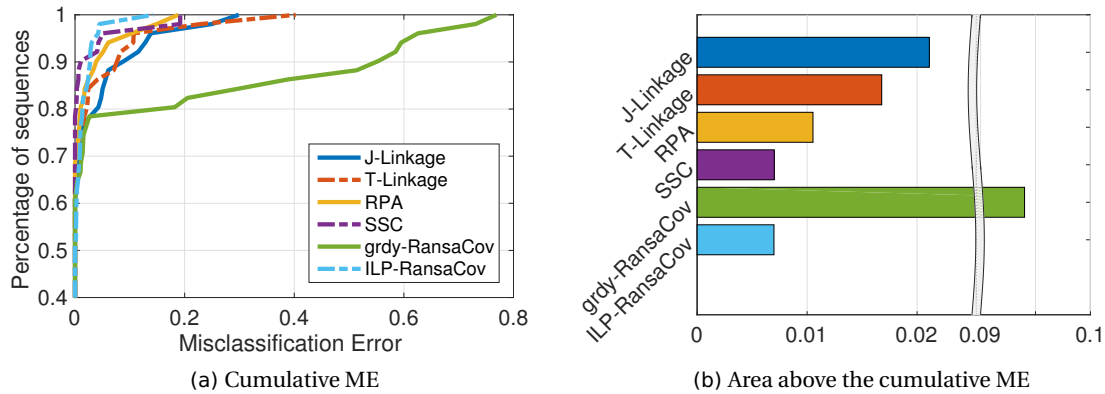 1
0.9
0.8
0.7
0.6
0.5
0.4
Percentage of sequences
J-Linkage
T-Linkage
RPA
SSC
grdy-RansaCov
ILP-RansaCov
0 0.2 0.4 0.6 0.8
Misclassification Error
(a) Cumulative ME
J-Linkage
T-Linkage
RPA
SSC
grdy-RansaCov
ILP-RansaCov
0 0.01 0.02 0.09 0.1
(b) Area above the cumulative ME